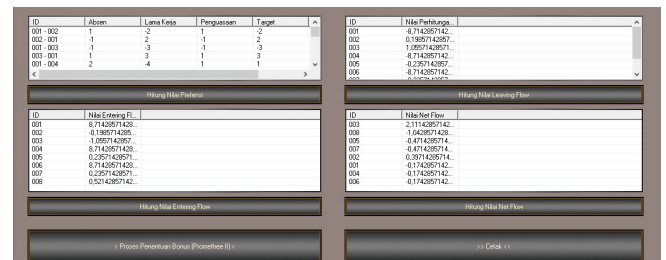 ID Absen Lama Kerja Penguasaan Target
001 - 002 1 -2 1 -2
002 - 001 -1 2 -1 2
001 - 003 -1 -3 -1 -3
003 - 001 1 3 1 3
001 - 004 2 -4 1 1
Hitung Nilai Prefensi
ID Nilai Perhitunga...
001 -8,7142857142...
002 0,19857142857...
003 1,05571428571...
004 -8,7142857142...
005 -0,2357142857...
006 -8,7142857142...
Hitung Nilai Leaving Flow
ID Nilai Entering Fl...
001 8,71428571428...
002 -0,1985714285...
003 -1,0557142857...
004 8,71428571428...
005 0,23571428571...
006 8,71428571428...
007 0,23571428571...
008 0,52142857142...
Hitung Nilai Entering Flow
ID Nilai Net Flow
003 2,11142857142...
008 -1,0428571428...
005 -0,4714285714...
007 -0,4714285714...
002 0,39714285714...
001 -0,1742857142...
004 -0,1742857142...
006 -0,1742857142...
Hitung Nilai Net Flow
> Proses Penentuan Bonus (Promethee II) <
>> Cetak <<